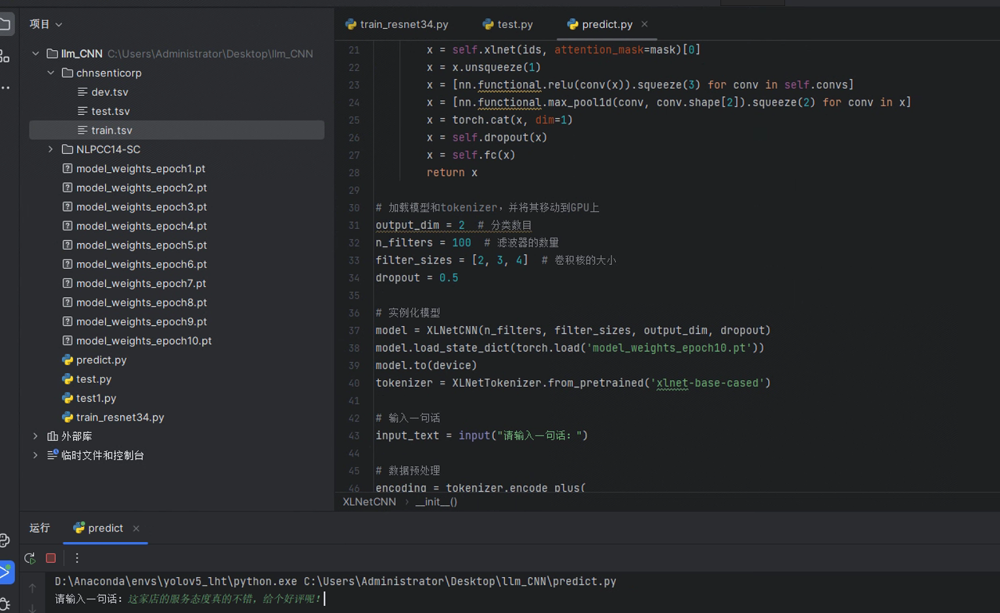 项目
llm_CNN C:\Users\Administrator\Desktop\llm_CNN
chnsenticorp
dev.tsv
test.tsv
train.tsv
NLPCC14-SC
model_weights_epoch1.pt
model_weights_epoch2.pt
model_weights_epoch3.pt
model_weights_epoch4.pt
model_weights_epoch5.pt
model_weights_epoch6.pt
model_weights_epoch7.pt
model_weights_epoch8.pt
model_weights_epoch9.pt
model_weights_epoch10.pt
predict.py
test.py
test1.py
train_resnet34.py
外部库
临时文件和控制台
train_resnet34.py test.py predict.py
21 x = self.xlnet(ids, attention_mask=mask)[0]
22 x = x.unsqueeze(1)
23 x = [nn.functional.relu(conv(x)).squeeze(3) for conv in self.convs]
24 x = [nn.functional.max_pool1d(conv, conv.shape[2]).squeeze(2) for conv in x]
25 x = torch.cat(x, dim=1)
26 x = self.dropout(x)
27 x = self.fc(x)
28 return x
29
30 # 加载模型和tokenizer，并将其移动到GPU上
31 output_dim = 2 # 分类数目
32 n_filters = 100 # 滤波器的数量
33 filter_sizes = [2, 3, 4] # 卷积核的大小
34 dropout = 0.5
35
36 # 实例化模型
37 model = XLNetCNN(n_filters, filter_sizes, output_dim, dropout)
38 model.load_state_dict(torch.load('model_weights_epoch10.pt'))
39 model.to(device)
40 tokenizer = XLNetTokenizer.from_pretrained('xlnet-base-cased')
41
42 # 输入一句话
43 input_text = input("请输入一句话：")
44
45 # 数据预处理
46 encoding = tokenizer.encode_plus(
XLNetCNN › __init__()
运行 predict
D:\Anaconda\envs\yolov5_lht\python.exe C:\Users\Administrator\Desktop\llm_CNN\predict.py
请输入一句话：这家店的服务态度真的不错，给个好评呢！